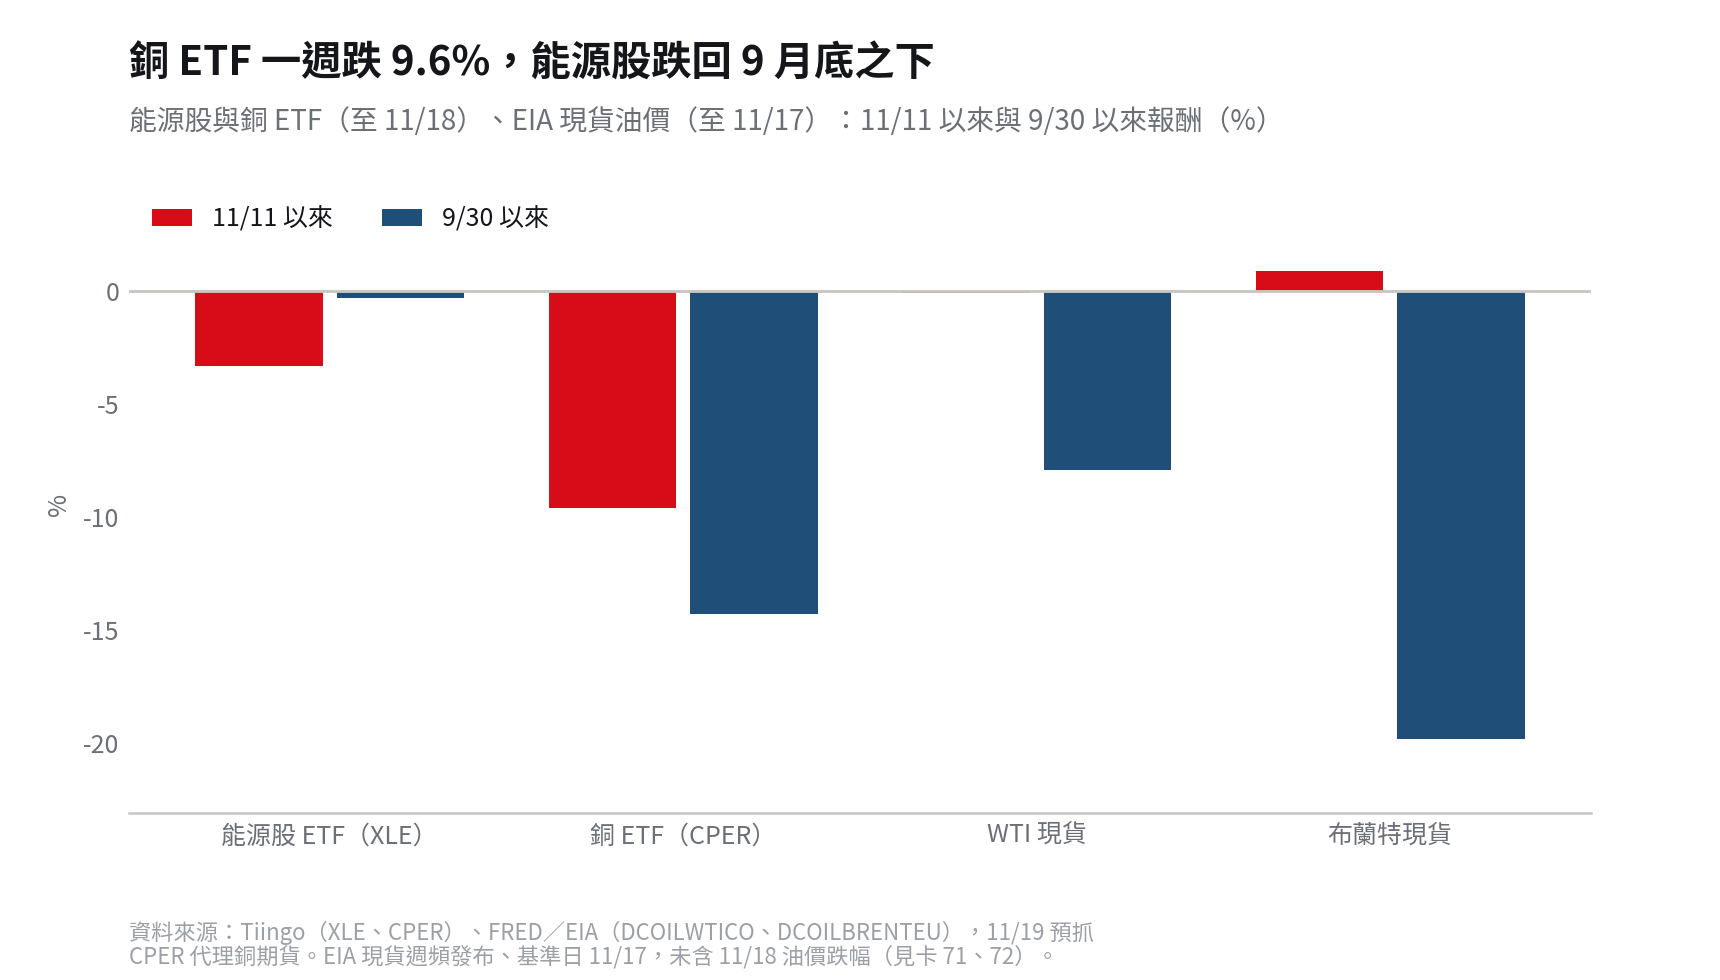 銅 ETF 一週跌 9.6%，能源股跌回 9 月底之下
能源股與銅 ETF（至 11/18）、EIA 現貨油價（至 11/17）：11/11 以來與 9/30 以來報酬（%）
11/11 以來
9/30 以來
0
-5
-10
-15
-20
%
能源股 ETF（XLE）
銅 ETF（CPER）
WTI 現貨
布蘭特現貨
資料來源：Tiingo（XLE、CPER）、FRED／EIA（DCOILWTICO、DCOILBRENTEU），11/19 預抓
CPER 代理銅期貨。EIA 現貨週頻發布、基準日 11/17，未含 11/18 油價跌幅（見卡 71、72）。